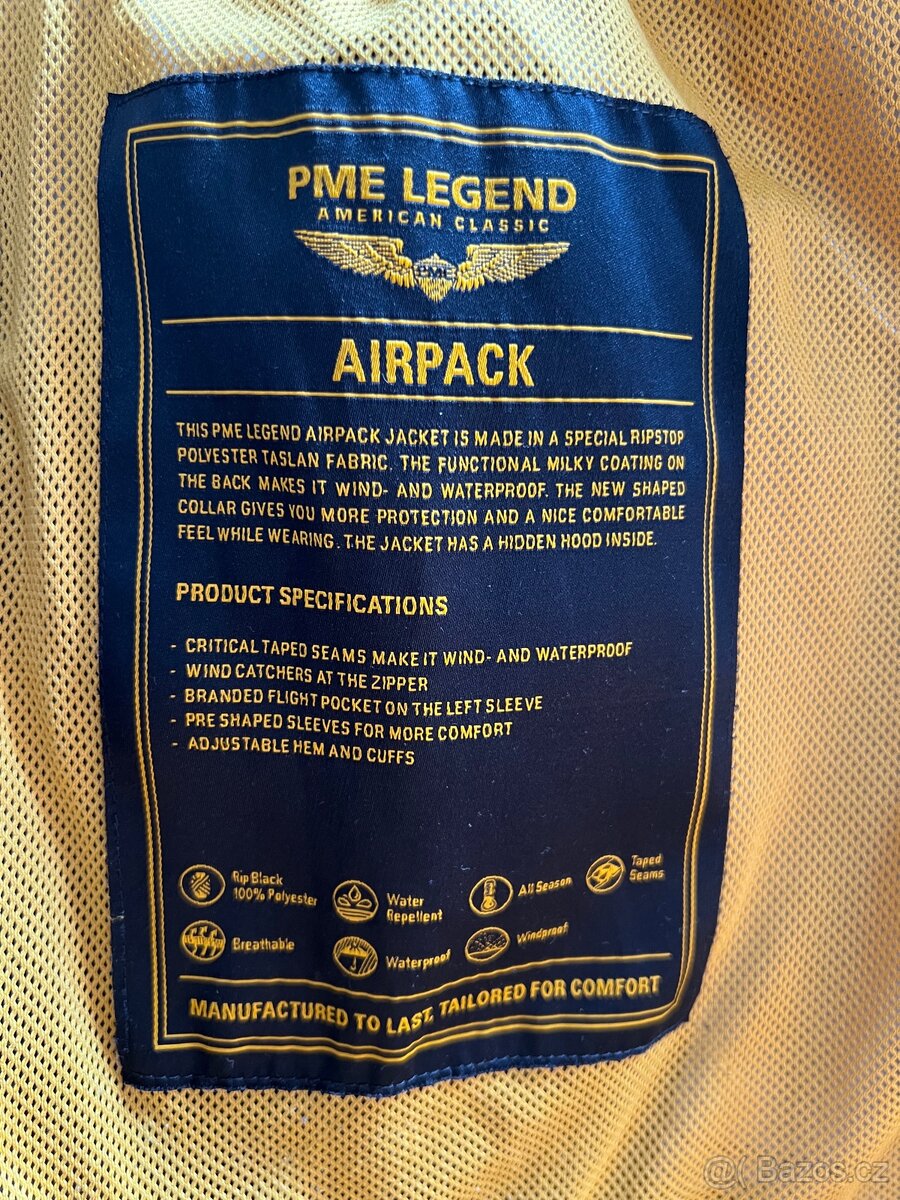 PME LEGEND
AMERICAN CLASSIC
PME
AIRPACK
THIS PME LEGEND AIRPACK JACKET IS MADE IN A SPECIAL RIPSTOP
POLYESTER TASLAN FABRIC. THE FUNCTIONAL MILKY COATING ON
THE BACK MAKES IT WIND- AND WATERPROOF. THE NEW SHAPED
COLLAR GIVES YOU MORE PROTECTION AND A NICE COMFORTABLE
FEEL WHILE WEARING. THE JACKET HAS A HIDDEN HOOD INSIDE.
PRODUCT SPECIFICATIONS
- CRITICAL TAPED SEAMS MAKE IT WIND- AND WATERPROOF
- WIND CATCHERS AT THE ZIPPER
- BRANDED FLIGHT POCKET ON THE LEFT SLEEVE
- PRE SHAPED SLEEVES FOR MORE COMFORT
- ADJUSTABLE HEM AND CUFFS
Rip Black
100% Polyester
Water
Repellent
All Season
Taped
Seams
Breathable
Waterproof
Windproof
MANUFACTURED TO LAST, TAILORED FOR COMFORT
@ Bazos.cz